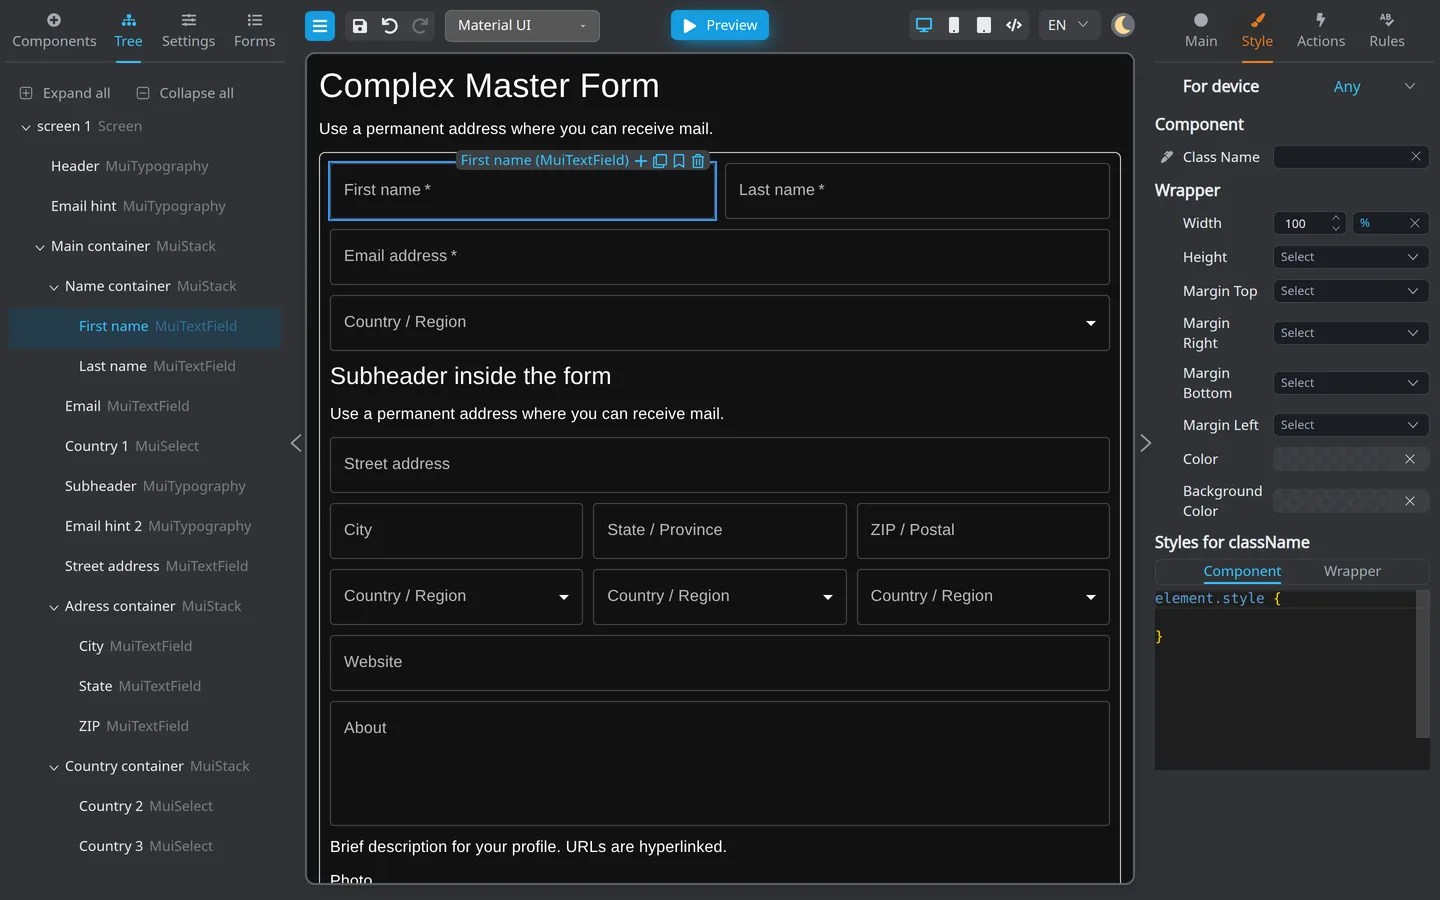 Components Tree Settings Forms
Material UI
Preview
EN
Main Style Actions Rules
Expand all Collapse all
screen 1 Screen
Header MuiTypography
Email hint MuiTypography
Main container MuiStack
Name container MuiStack
First name MuiTextField
Last name MuiTextField
Email MuiTextField
Country 1 MuiSelect
Subheader MuiTypography
Email hint 2 MuiTypography
Street address MuiTextField
Adress container MuiStack
City MuiTextField
State MuiTextField
ZIP MuiTextField
Country container MuiStack
Country 2 MuiSelect
Country 3 MuiSelect
Complex Master Form
Use a permanent address where you can receive mail.
First name (MuiTextField)
First name * Last name *
Email address *
Country / Region
Subheader inside the form
Use a permanent address where you can receive mail.
Street address
City State / Province ZIP / Postal
Country / Region Country / Region Country / Region
Website
About
Brief description for your profile. URLs are hyperlinked.
Photo
For device Any
Component
Class Name
Wrapper
Width 100 %
Height Select
Margin Top Select
Margin
Right Select
Margin
Bottom Select
Margin Left Select
Color
Background
Color
Styles for className
Component Wrapper
element.style {
}